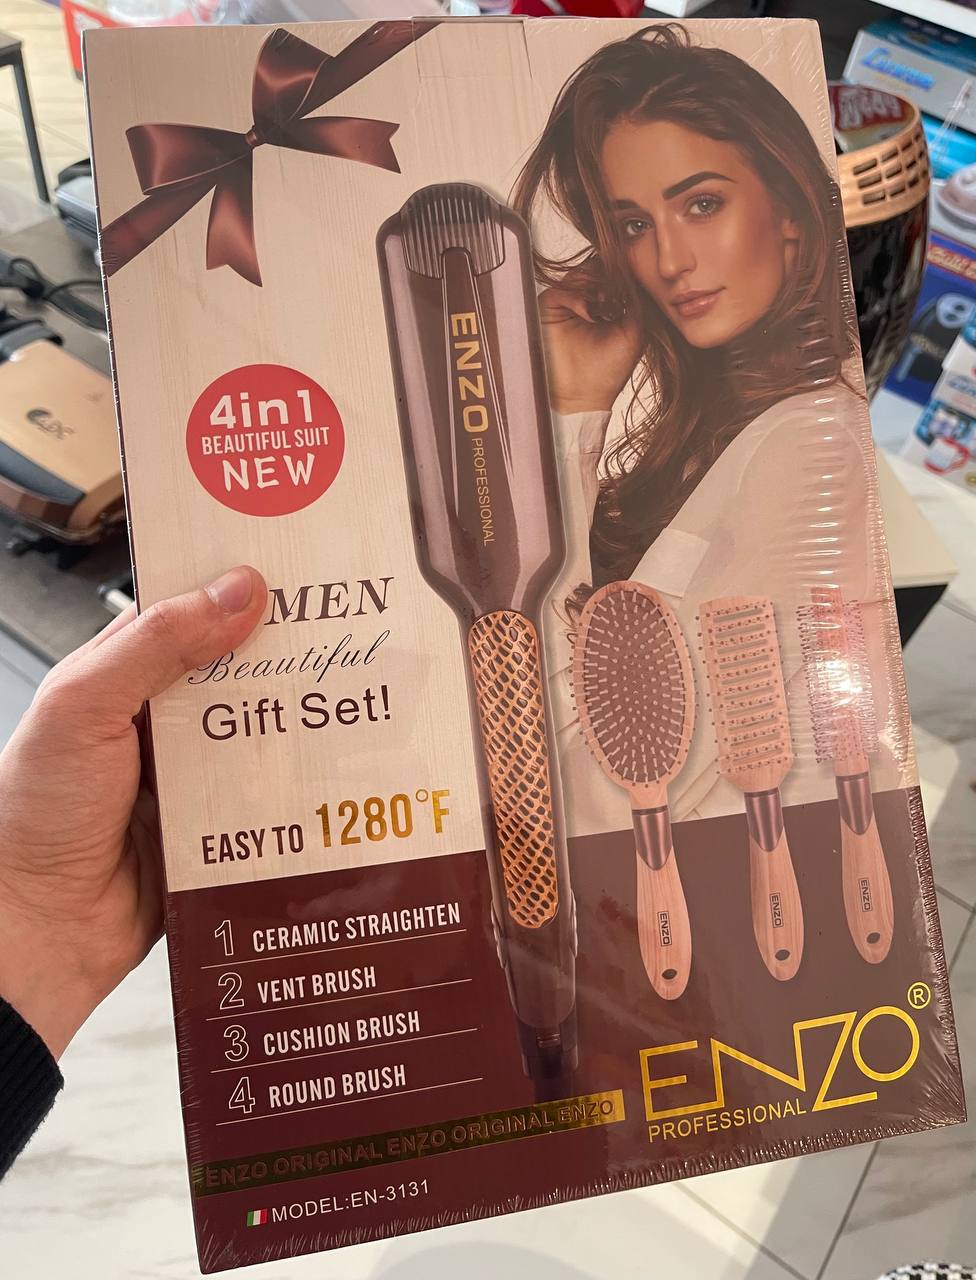 4in1
BEAUTIFUL SUIT
NEW
ENZO
PROFESSIONAL
MEN
Beautiful
Gift Set!
EASY TO 1280°F
1 CERAMIC STRAIGHTEN
2 VENT BRUSH
3 CUSHION BRUSH
4 ROUND BRUSH
ENZO
ENZO
ENZO
ENZO®
PROFESSIONAL
ENZO ORIGINAL ENZO ORIGINAL ENZO
MODEL:EN-3131